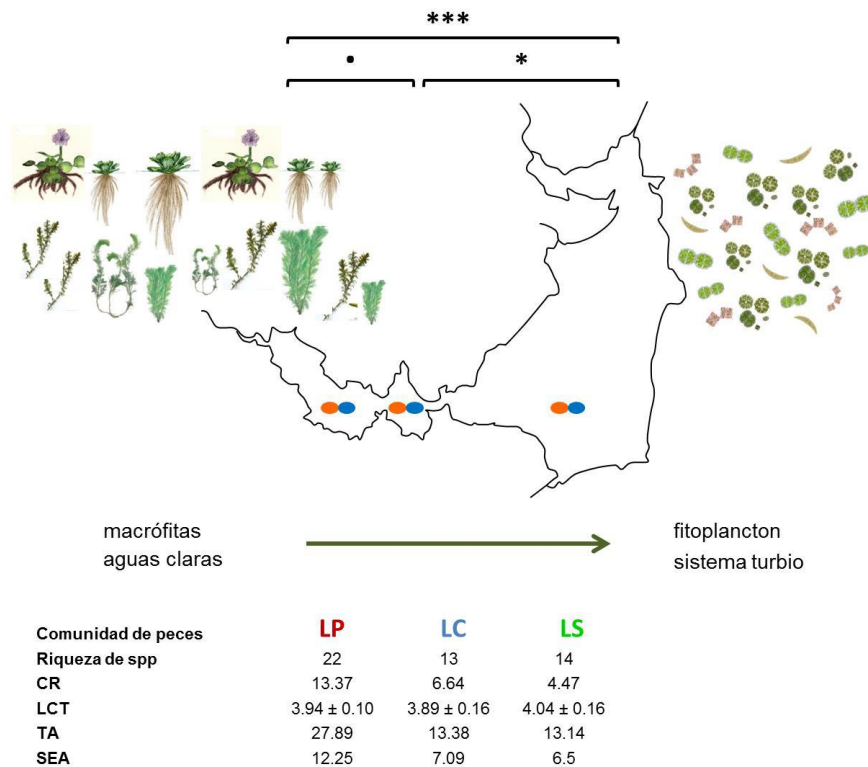 ***
• *
macrófitas
aguas claras
fitoplancton
sistema turbio
Comunidad de peces LP LC LS
Riqueza de spp 22 13 14
CR 13.37 6.64 4.47
LCT 3.94 ± 0.10 3.89 ± 0.16 4.04 ± 0.16
TA 27.89 13.38 13.14
SEA 12.25 7.09 6.5